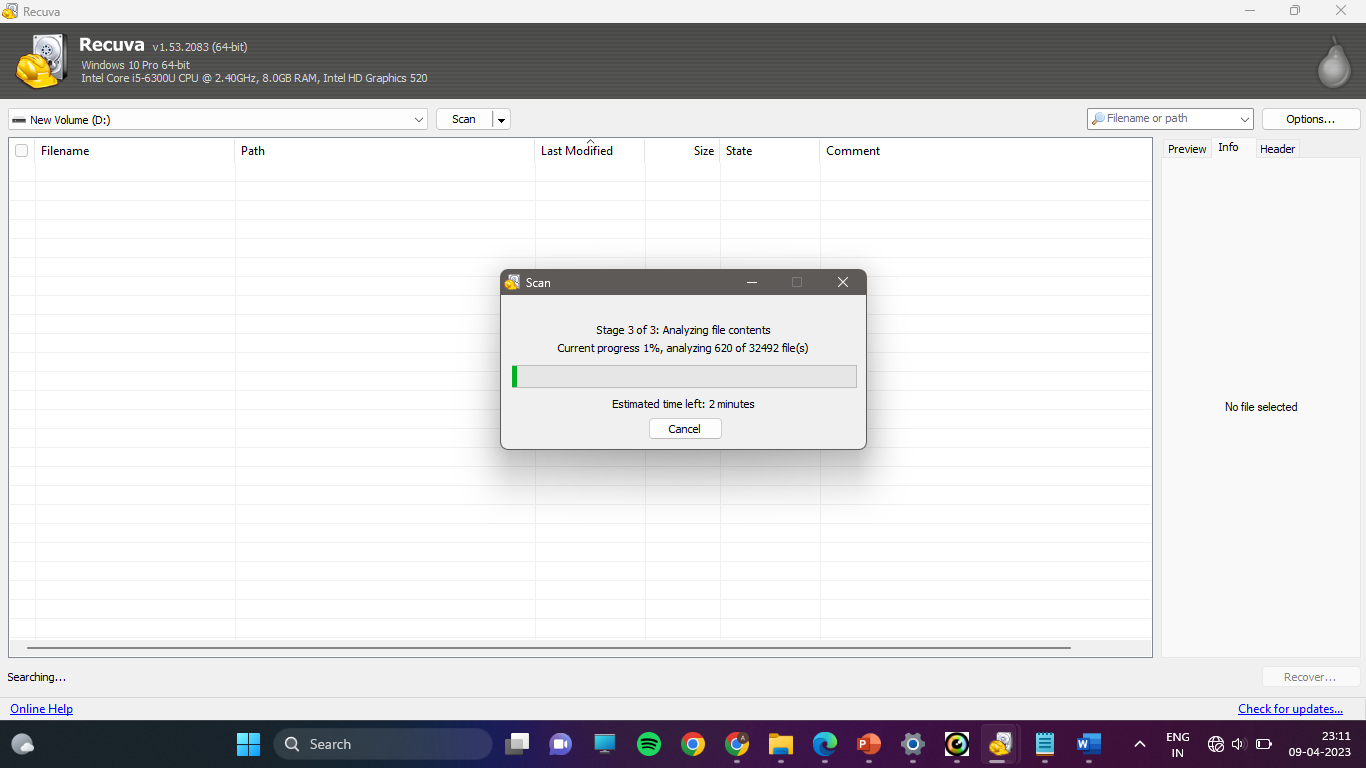 Recuva
Recuva v1.53.2083 (64-bit)
Windows 10 Pro 64-bit
Intel Core i5-6300U CPU @ 2.40GHz, 8.0GB RAM, Intel HD Graphics 520
New Volume (D:) Scan Filename or path Options...
Filename Path Last Modified Size State Comment Preview Info Header
Scan
Stage 3 of 3: Analyzing file contents
Current progress 1%, analyzing 620 of 32492 file(s)
Estimated time left: 2 minutes
No file selected
Cancel
Searching... Recover...
Online Help Check for updates...
Search
ENG 23:11
IN 09-04-2023